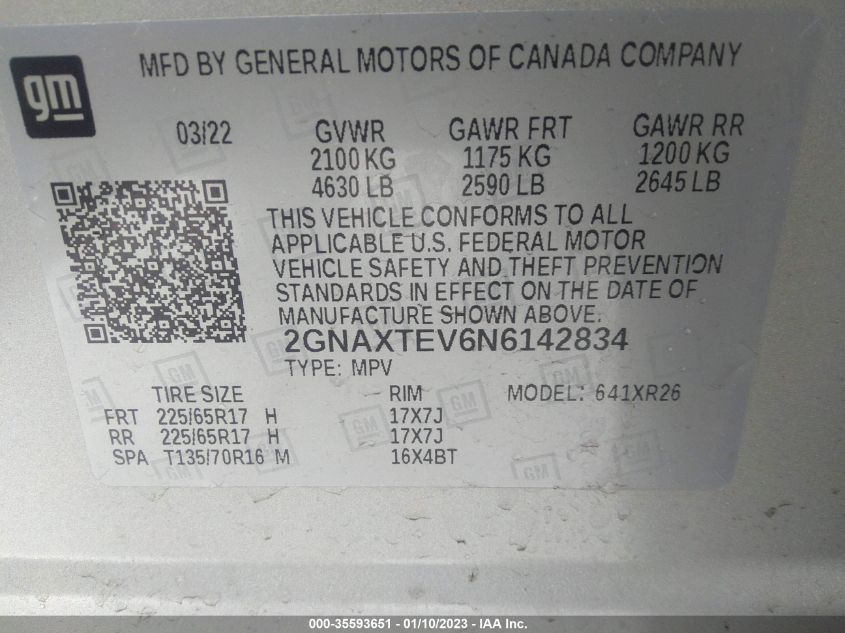 MFD BY GENERAL MOTORS OF CANADA COMPANY
gm
03/22 GVWR GAWR FRT GAWR RR
2100 KG 1175 KG 1200 KG
4630 LB 2590 LB 2645 LB
THIS VEHICLE CONFORMS TO ALL
APPLICABLE U.S. FEDERAL MOTOR
VEHICLE SAFETY AND THEFT PREVENTION
STANDARDS IN EFFECT ON THE DATE OF
MANUFACTURE SHOWN ABOVE.
2GNAXTEV6N6142834
TYPE: MPV
TIRE SIZE RIM MODEL: 641XR26
FRT 225/65R17 H 17X7J
RR 225/65R17 H 17X7J
SPA T135/70R16 M 16X4BT
000-35593651 — 01/10/2023 — IAA Inc.